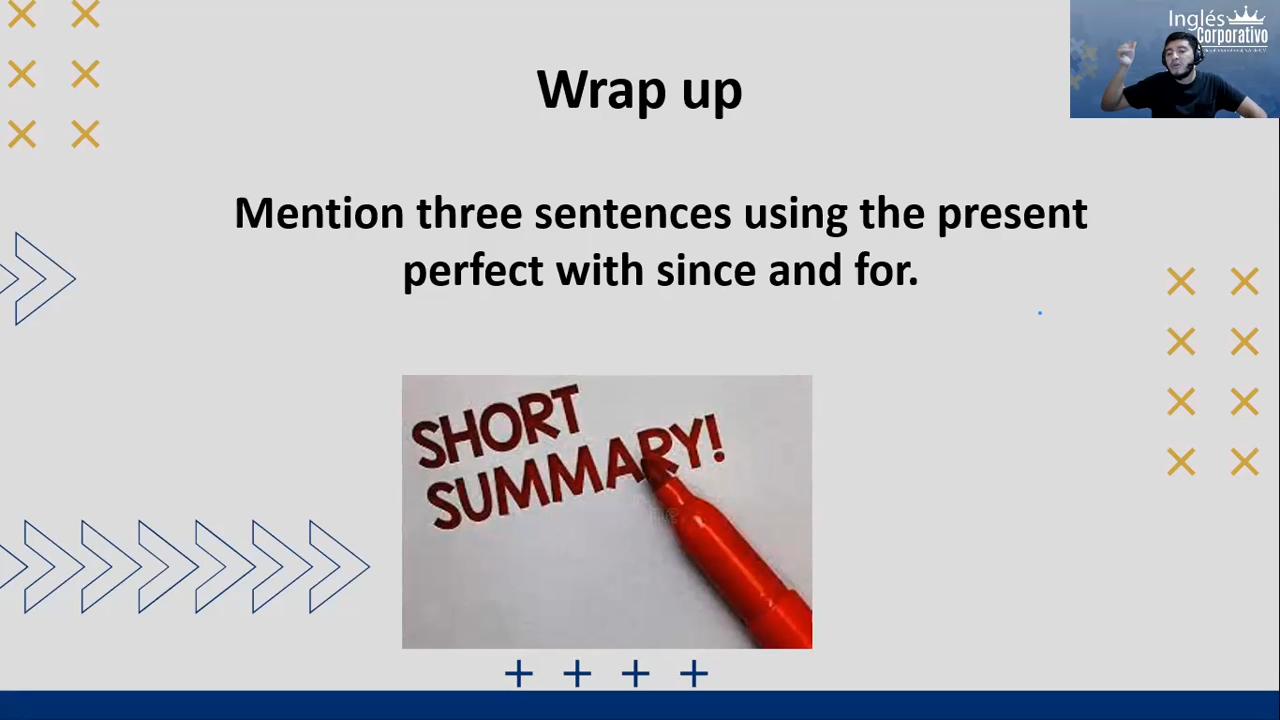 Inglés
Corporativo
Wrap up
Mention three sentences using the present
perfect with since and for.
SHORT
SUMMARY!